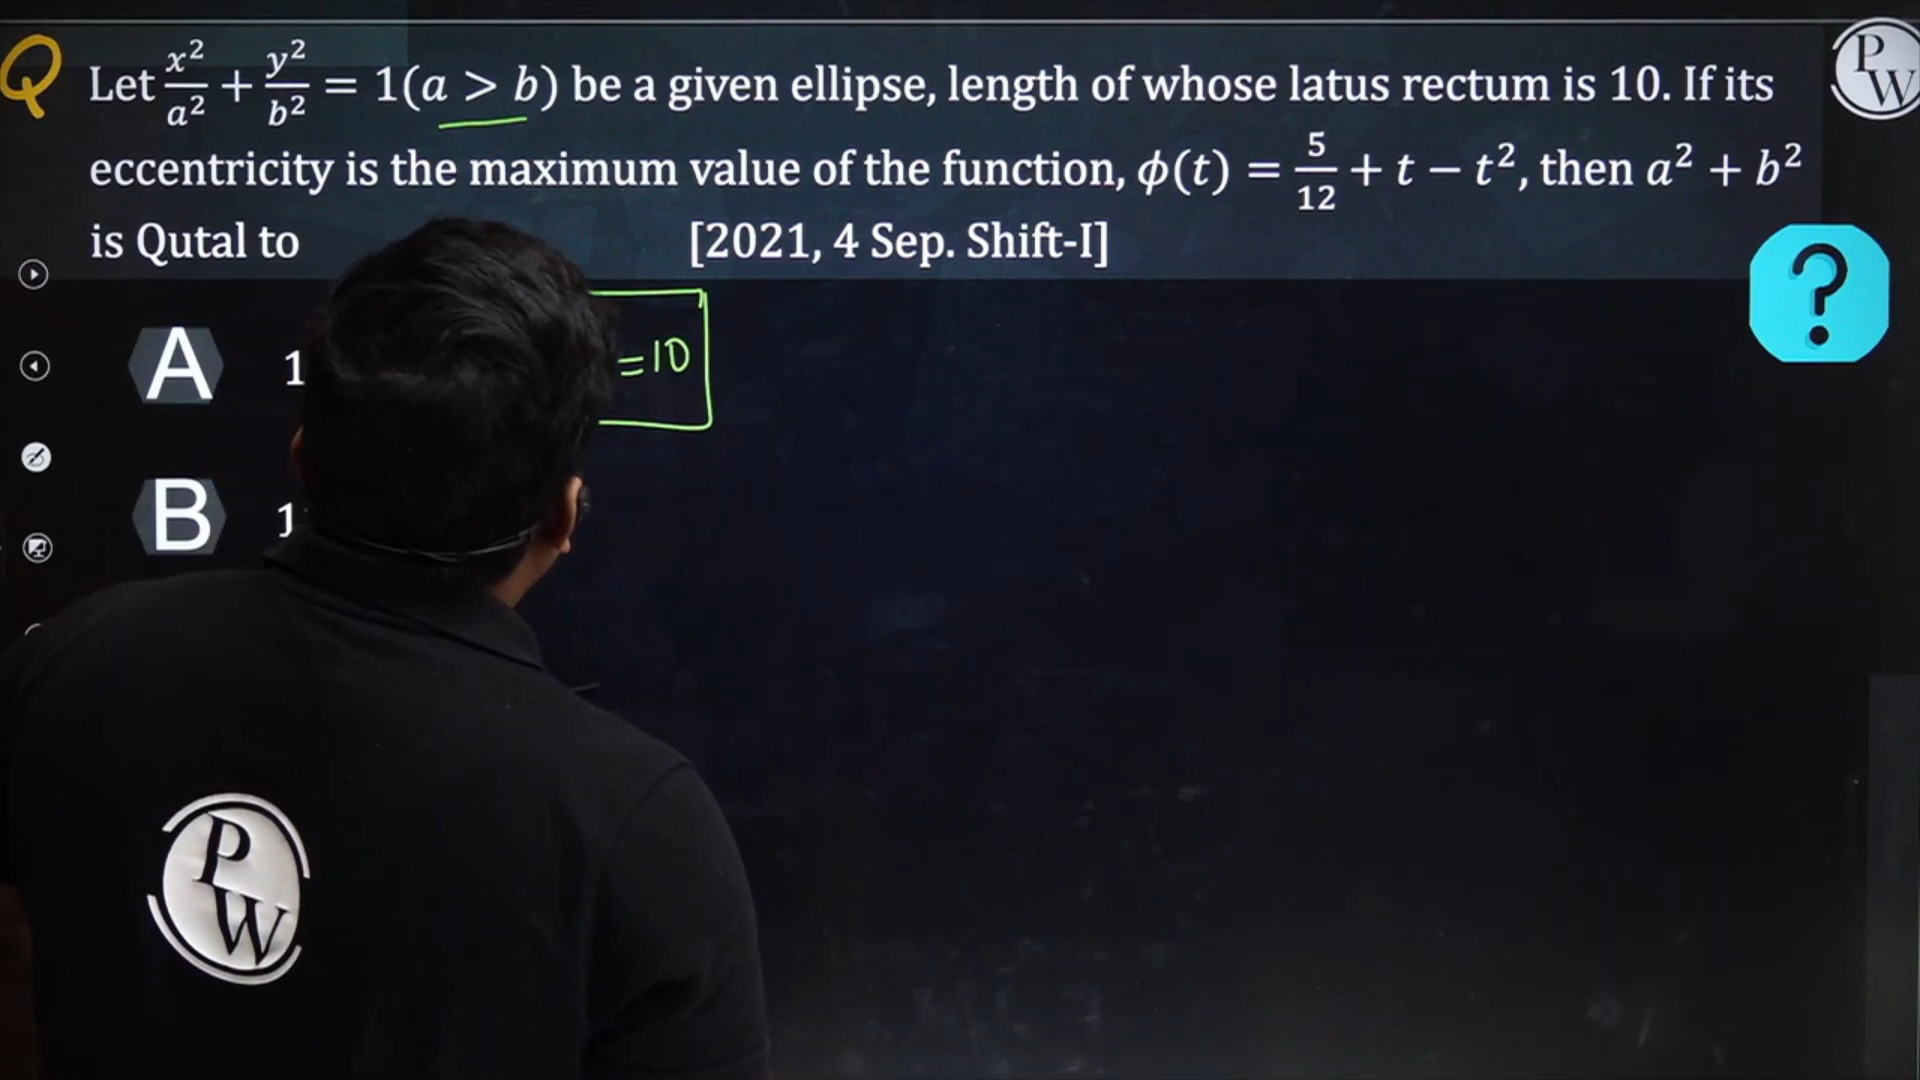 Q Let x²/a² + y²/b² = 1(a > b) be a given ellipse, length of whose latus rectum is 10. If its
eccentricity is the maximum value of the function, ϕ(t) = 5/12 + t − t², then a² + b²
is Qutal to [2021, 4 Sep. Shift-I]
A 1
=10
B 1
PW
?
PW